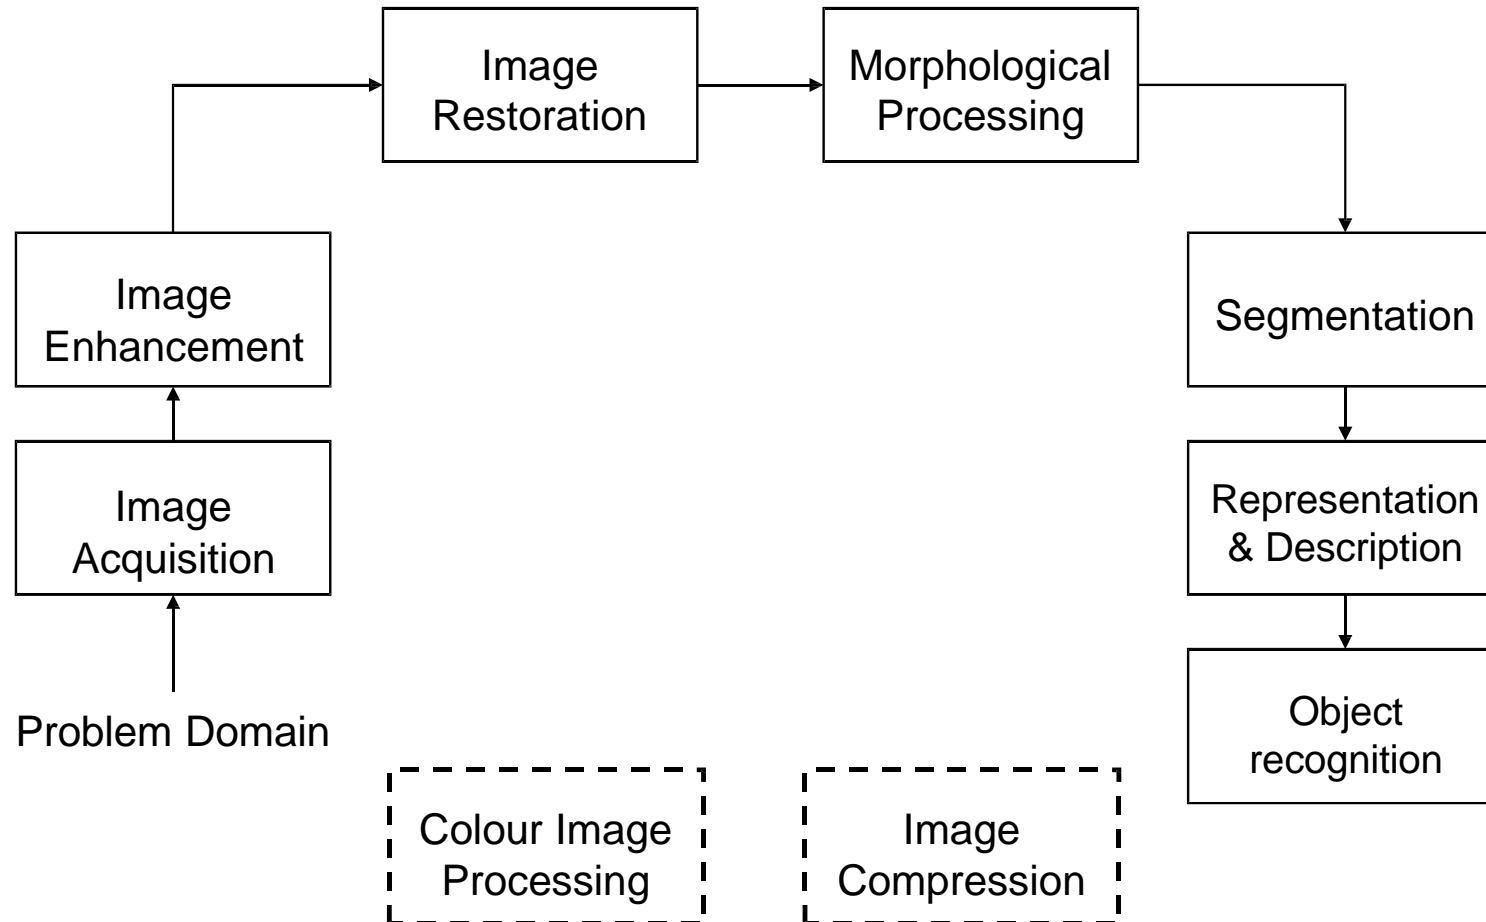 Image
Restoration
Morphological
Processing
Image
Enhancement
Segmentation
Image
Acquisition
Representation
& Description
Problem Domain
Object
recognition
Colour Image
Processing
Image
Compression